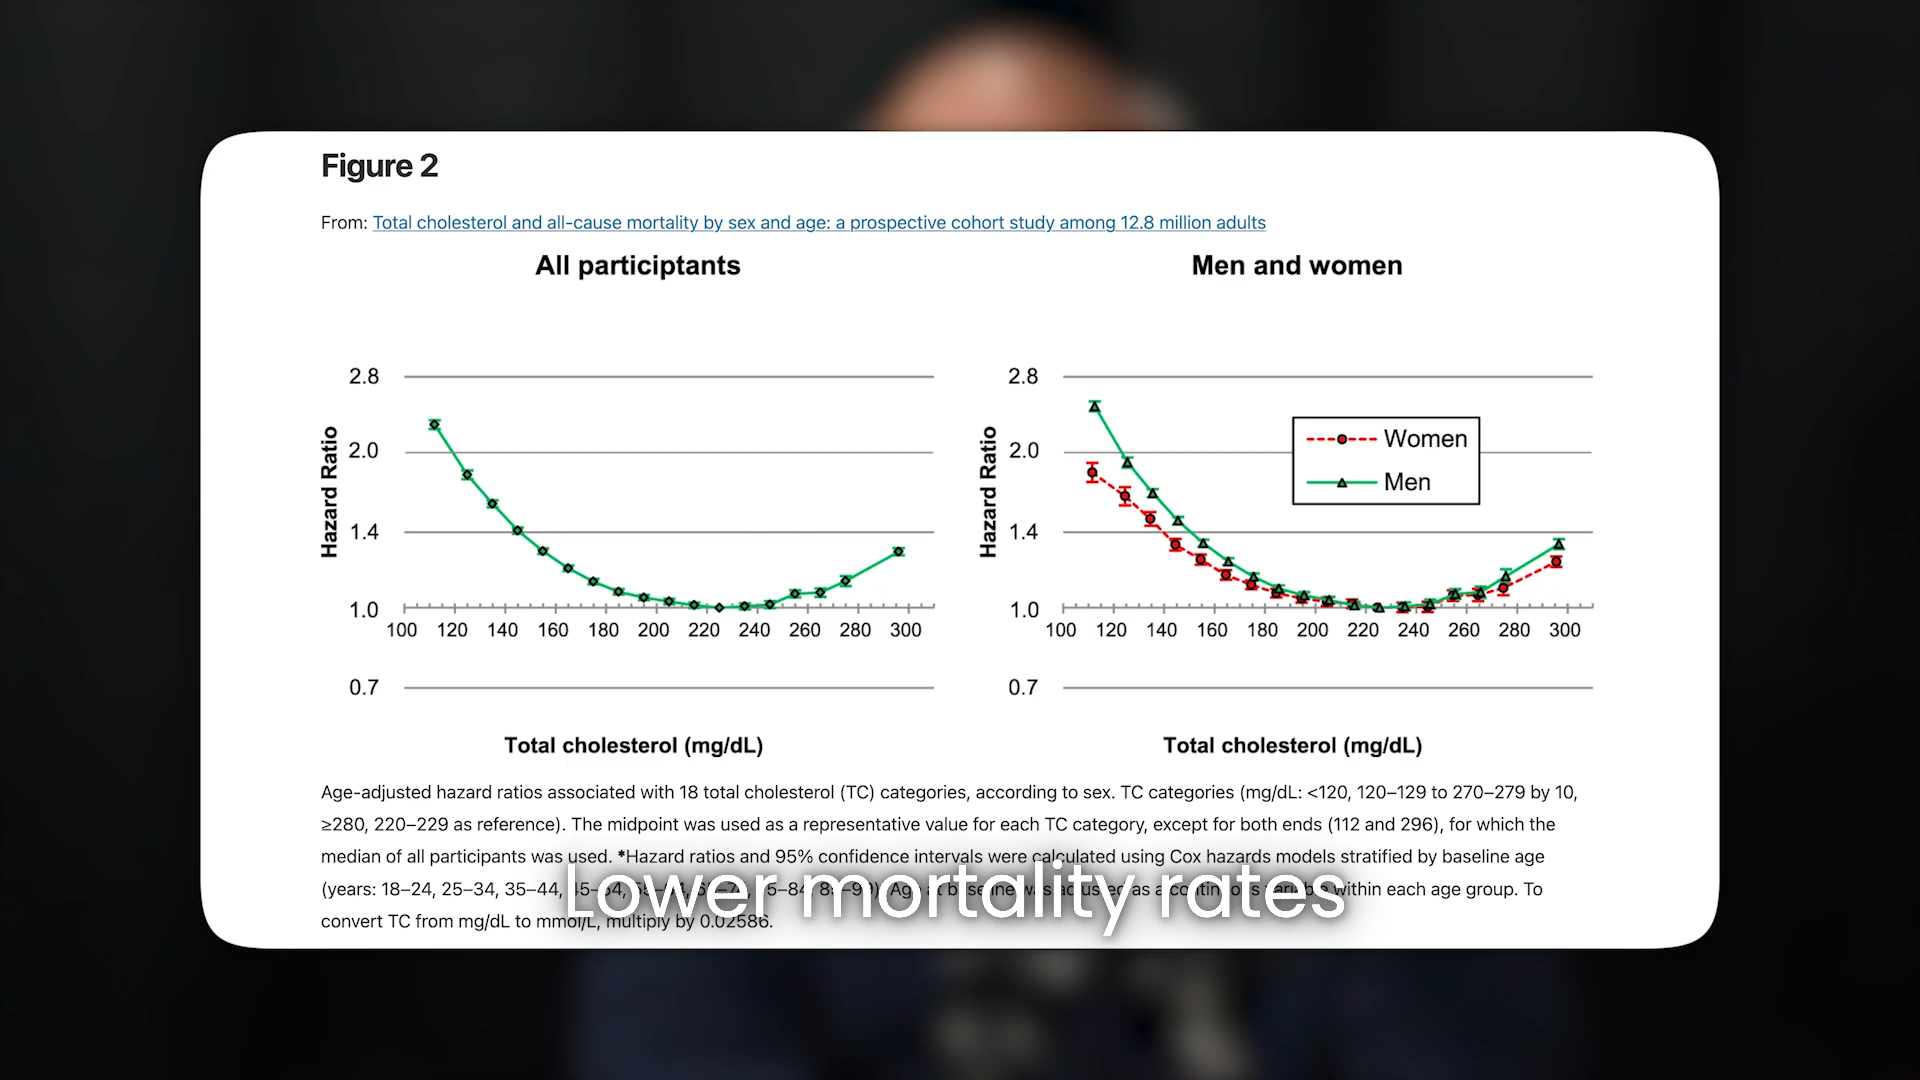 Figure 2
From: Total cholesterol and all-cause mortality by sex and age: a prospective cohort study among 12.8 million adults
All participtants
2.8
2.0
1.4
1.0
0.7
Hazard Ratio
100 120 140 160 180 200 220 240 260 280 300
Total cholesterol (mg/dL)
Men and women
2.8
2.0
1.4
1.0
0.7
Hazard Ratio
Women
Men
100 120 140 160 180 200 220 240 260 280 300
Total cholesterol (mg/dL)
Age-adjusted hazard ratios associated with 18 total cholesterol (TC) categories, according to sex. TC categories (mg/dL: <120, 120–129 to 270–279 by 10,
≥280, 220–229 as reference). The midpoint was used as a representative value for each TC category, except for both ends (112 and 296), for which the
median of all participants was used. *Hazard ratios and 95% confidence intervals were calculated using Cox hazards models stratified by baseline age
(years: 18–24, 25–34, 35–44, Age at was adjusted as a within each age group. To
convert TC from mg/dL to mmol/L, multiply by 0.02586.
Lower mortality rates